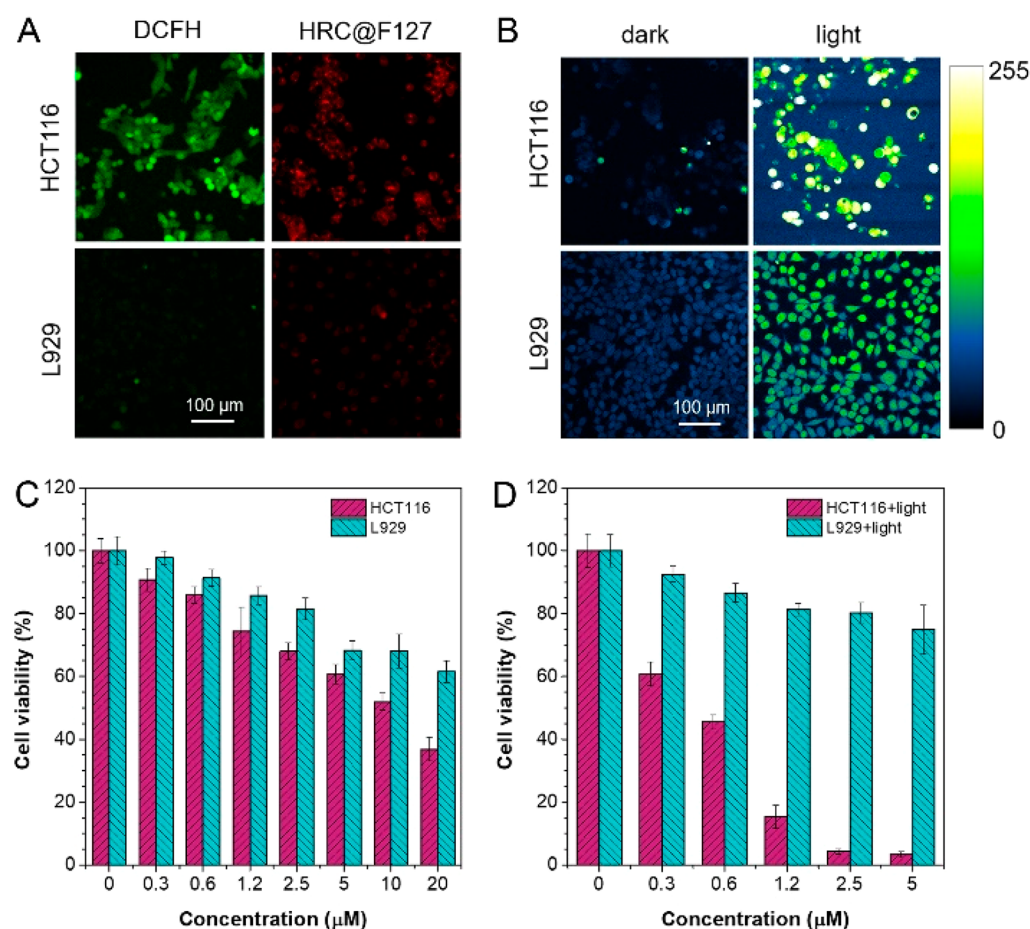 A
DCFH
HRC@F127
HCT116
L929
100 μm
B
dark
light
HCT116
L929
100 μm
255
0
C
120
100
80
60
40
20
0
Cell viability (%)
HCT116
L929
0 0.3 0.6 1.2 2.5 5 10 20
Concentration (μM)
D
120
100
80
60
40
20
0
Cell viability (%)
HCT116+light
L929+light
0 0.3 0.6 1.2 2.5 5
Concentration (μM)